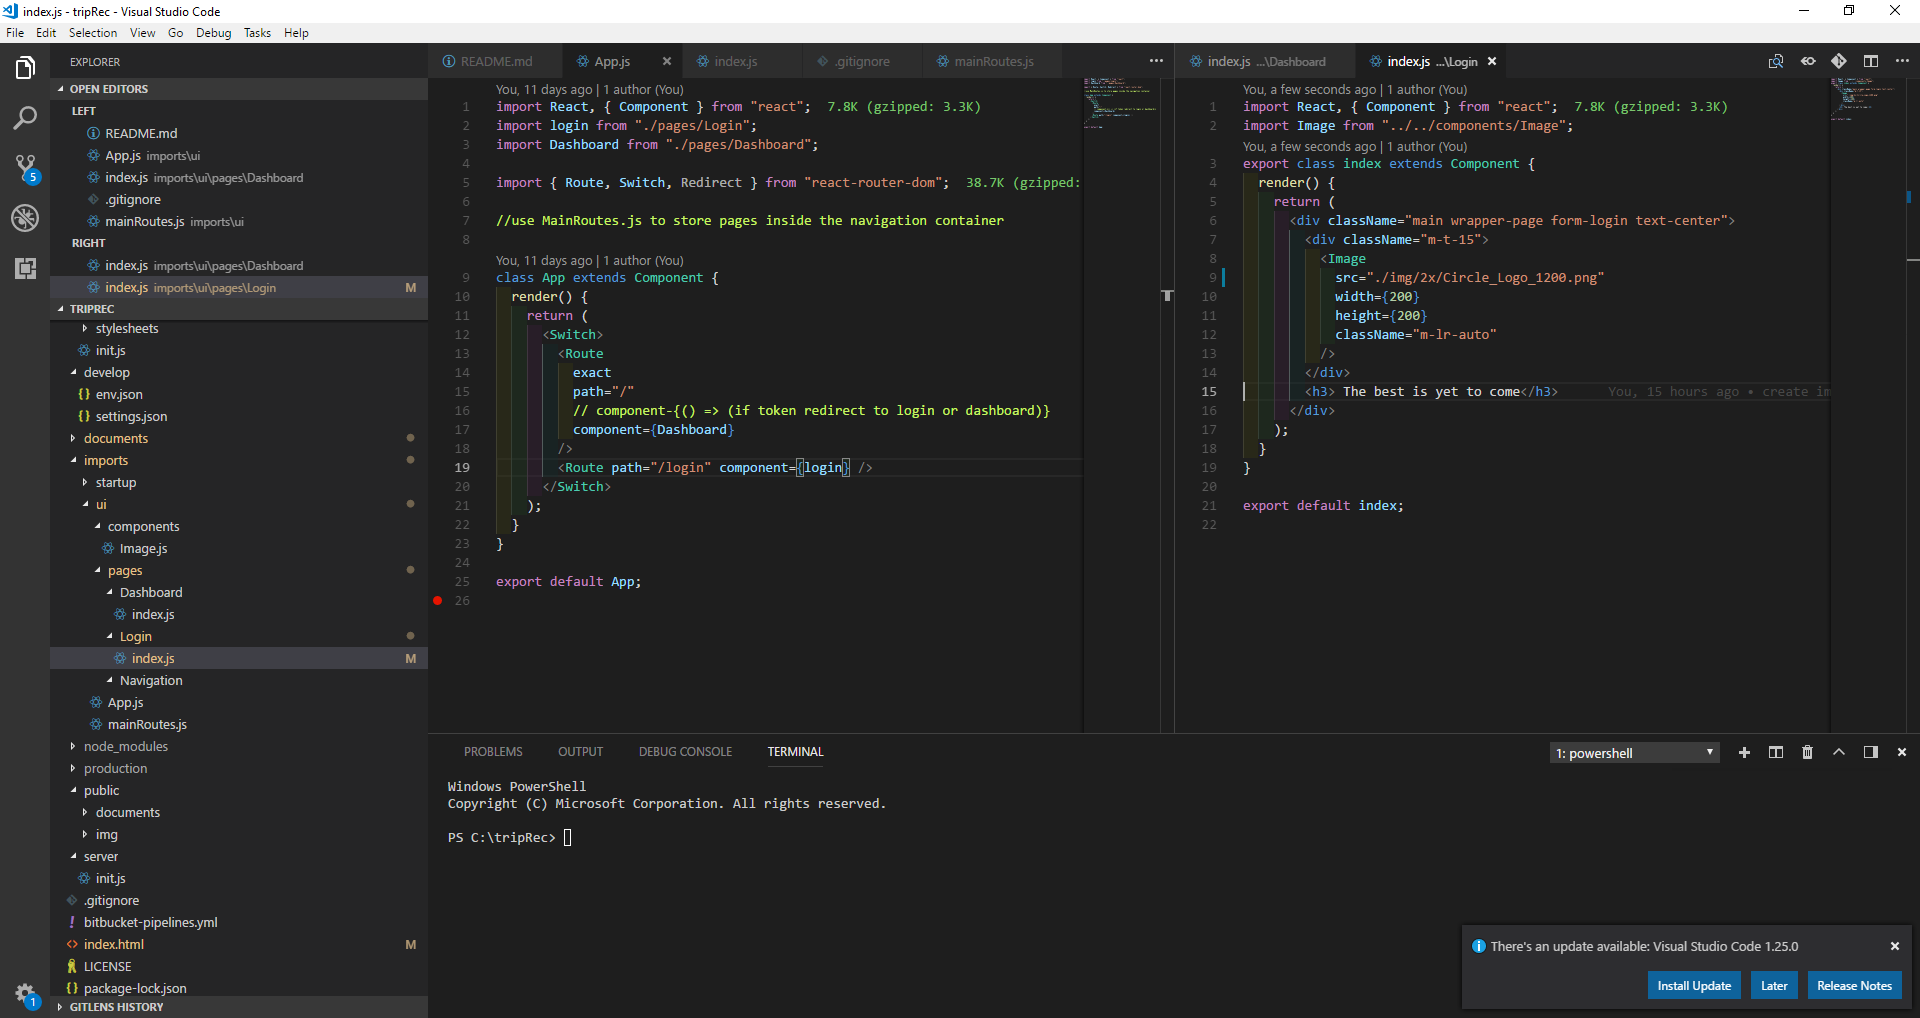 index.js - tripRec - Visual Studio Code
File Edit Selection View Go Debug Tasks Help
EXPLORER
OPEN EDITORS
LEFT
README.md
App.js imports\ui
index.js imports\ui\pages\Dashboard
.gitignore
mainRoutes.js imports\ui
RIGHT
index.js imports\ui\pages\Dashboard
index.js imports\ui\pages\Login M
TRIPREC
stylesheets
init.js
develop
env.json
settings.json
documents
imports
startup
ui
components
Image.js
pages
Dashboard
index.js
Login
index.js M
Navigation
App.js
mainRoutes.js
node_modules
production
public
documents
img
server
init.js
.gitignore
bitbucket-pipelines.yml
index.html M
LICENSE
package-lock.json
GITLENS HISTORY
5
1
README.md App.js index.js .gitignore mainRoutes.js
You, 11 days ago | 1 author (You)
1 import React, { Component } from "react"; 7.8K (gzipped: 3.3K)
2 import login from "./pages/Login";
3 import Dashboard from "./pages/Dashboard";
4
5 import { Route, Switch, Redirect } from "react-router-dom"; 38.7K (gzipped:
6
7 //use MainRoutes.js to store pages inside the navigation container
8
You, 11 days ago | 1 author (You)
9 class App extends Component {
10 render() {
11 return (
12 <Switch>
13 <Route
14 exact
15 path="/"
16 // component-{() => (if token redirect to login or dashboard)}
17 component={Dashboard}
18 />
19 <Route path="/login" component={login} />
20 </Switch>
21 );
22 }
23 }
24
25 export default App;
26
index.js ...\Dashboard index.js ...\Login
You, a few seconds ago | 1 author (You)
1 import React, { Component } from "react"; 7.8K (gzipped: 3.3K)
2 import Image from "../../components/Image";
You, a few seconds ago | 1 author (You)
3 export class index extends Component {
4 render() {
5 return (
6 <div className="main wrapper-page form-login text-center">
7 <div className="m-t-15">
8 <Image
9 src="./img/2x/Circle_Logo_1200.png"
10 width={200}
11 height={200}
12 className="m-lr-auto"
13 />
14 </div>
15 <h3> The best is yet to come</h3> You, 15 hours ago • create im
16 </div>
17 );
18 }
19 }
20
21 export default index;
22
PROBLEMS OUTPUT DEBUG CONSOLE TERMINAL 1: powershell
Windows PowerShell
Copyright (C) Microsoft Corporation. All rights reserved.
PS C:\tripRec>
There's an update available: Visual Studio Code 1.25.0
Install Update Later Release Notes